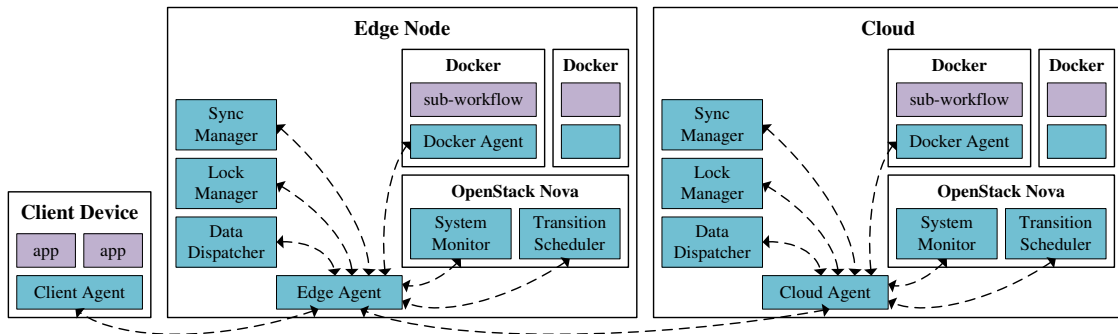 Client Device
app
app
Client Agent
Edge Node
Sync
Manager
Lock
Manager
Data
Dispatcher
Docker
sub-workflow
Docker Agent
Docker
OpenStack Nova
System
Monitor
Transition
Scheduler
Edge Agent
Cloud
Sync
Manager
Lock
Manager
Data
Dispatcher
Docker
sub-workflow
Docker Agent
Docker
OpenStack Nova
System
Monitor
Transition
Scheduler
Cloud Agent